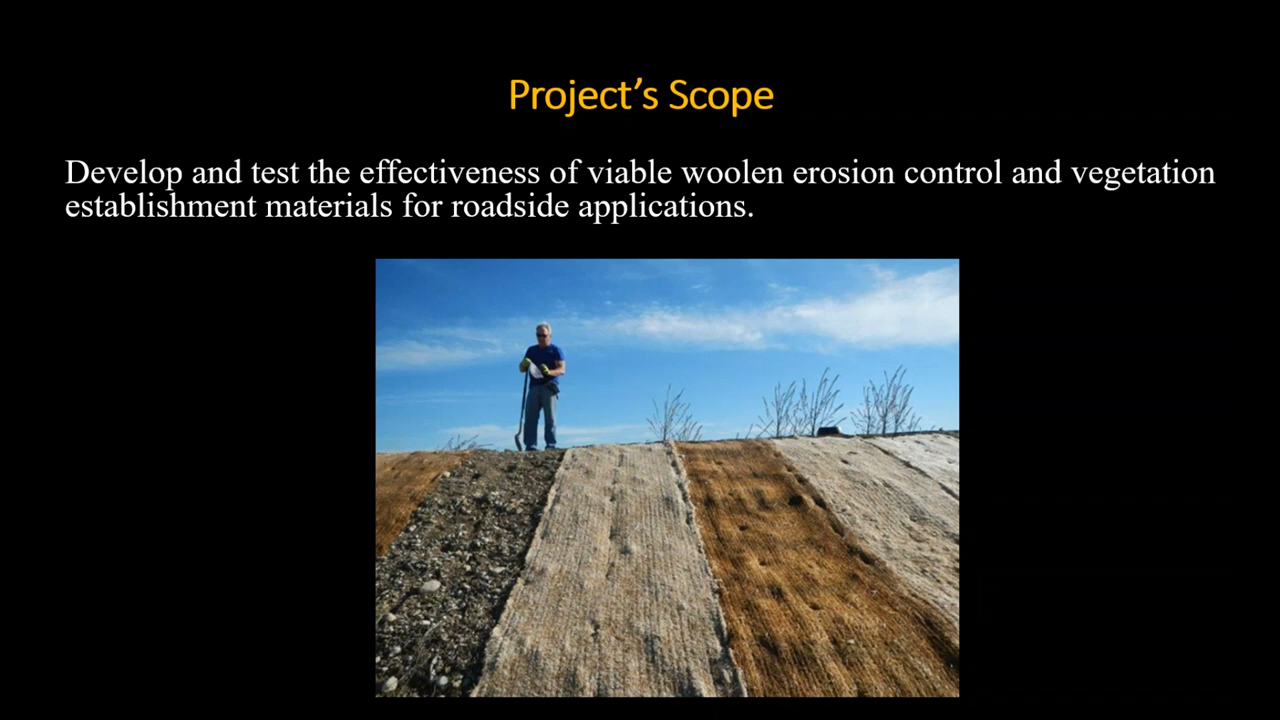 Project’s Scope
Develop and test the effectiveness of viable woolen erosion control and vegetation
establishment materials for roadside applications.